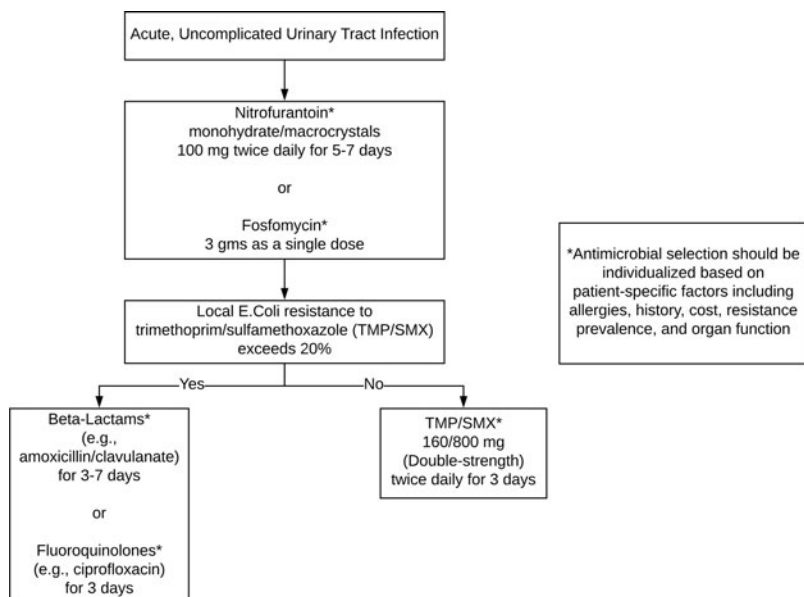 Acute, Uncomplicated Urinary Tract Infection
Nitrofurantoin*
monohydrate/macrocrystals
100 mg twice daily for 5-7 days
or
Fosfomycin*
3 gms as a single dose
*Antimicrobial selection should be
individualized based on
patient-specific factors including
allergies, history, cost, resistance
prevalence, and organ function
Local E.Coli resistance to
trimethoprim/sulfamethoxazole (TMP/SMX)
exceeds 20%
Yes
No
Beta-Lactams*
(e.g.,
amoxicillin/clavulanate)
for 3-7 days
or
Fluoroquinolones*
(e.g., ciprofloxacin)
for 3 days
TMP/SMX*
160/800 mg
(Double-strength)
twice daily for 3 days